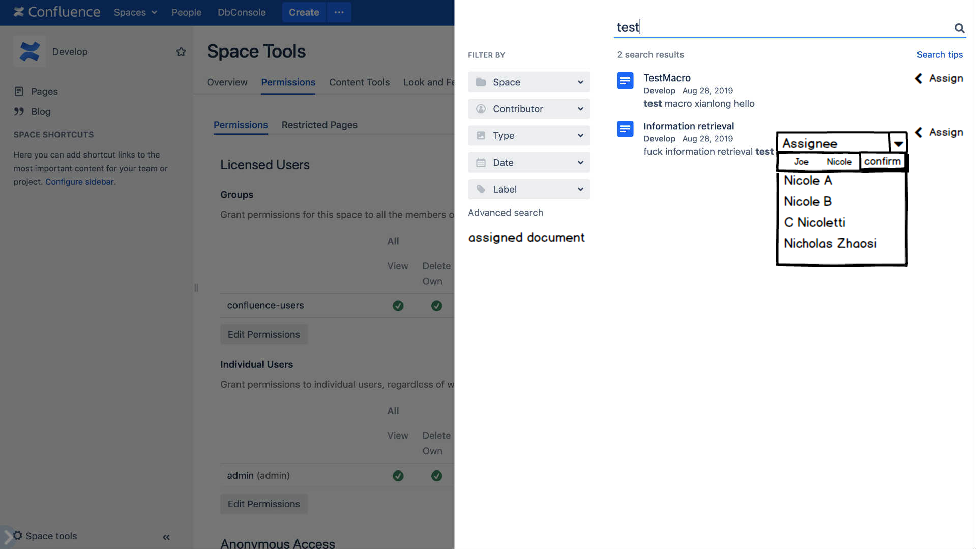 Confluence
Spaces
People
DbConsole
Create
Develop
Pages
Blog
SPACE SHORTCUTS
Here you can add shortcut links to the
most important content for your team or
project. Configure sidebar.
Space tools
Space Tools
Overview
Permissions
Content Tools
Look and Fe
Permissions
Restricted Pages
Licensed Users
Groups
Grant permissions for this space to all the members o
All
View
Delete
Own
confluence-users
Edit Permissions
Individual Users
Grant permissions to individual users, regardless of w
All
View
Delete
Own
admin (admin)
Edit Permissions
Anonymous Access
test
FILTER BY
Space
Contributor
Type
Date
Label
Advanced search
assigned document
2 search results
Search tips
TestMacro
Develop Aug 28, 2019
test macro xianlong hello
Assign
Information retrieval
Develop Aug 28, 2019
fuck information retrieval test
Assign
Assignee
Joe Nicole confirm
Nicole A
Nicole B
C Nicoletti
Nicholas Zhaosi